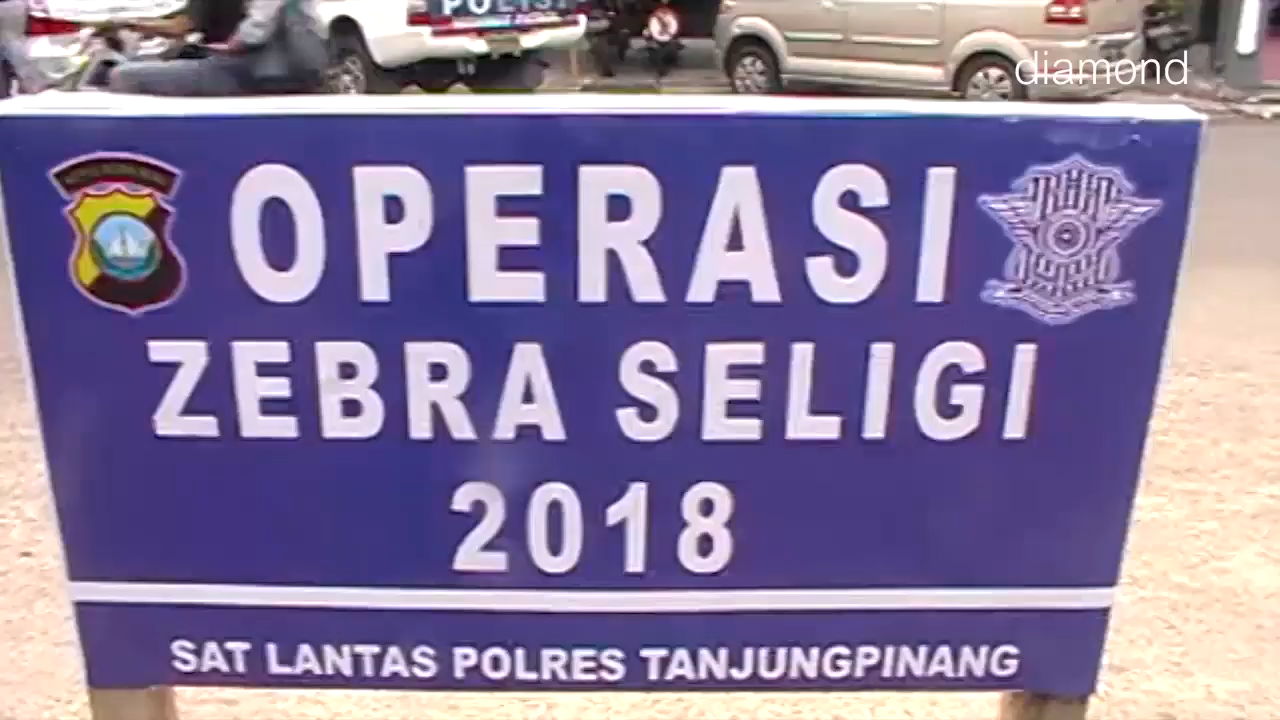 POLISI
diamond
OPERASI
ZEBRA SELIGI
2018
SAT LANTAS POLRES TANJUNGPINANG